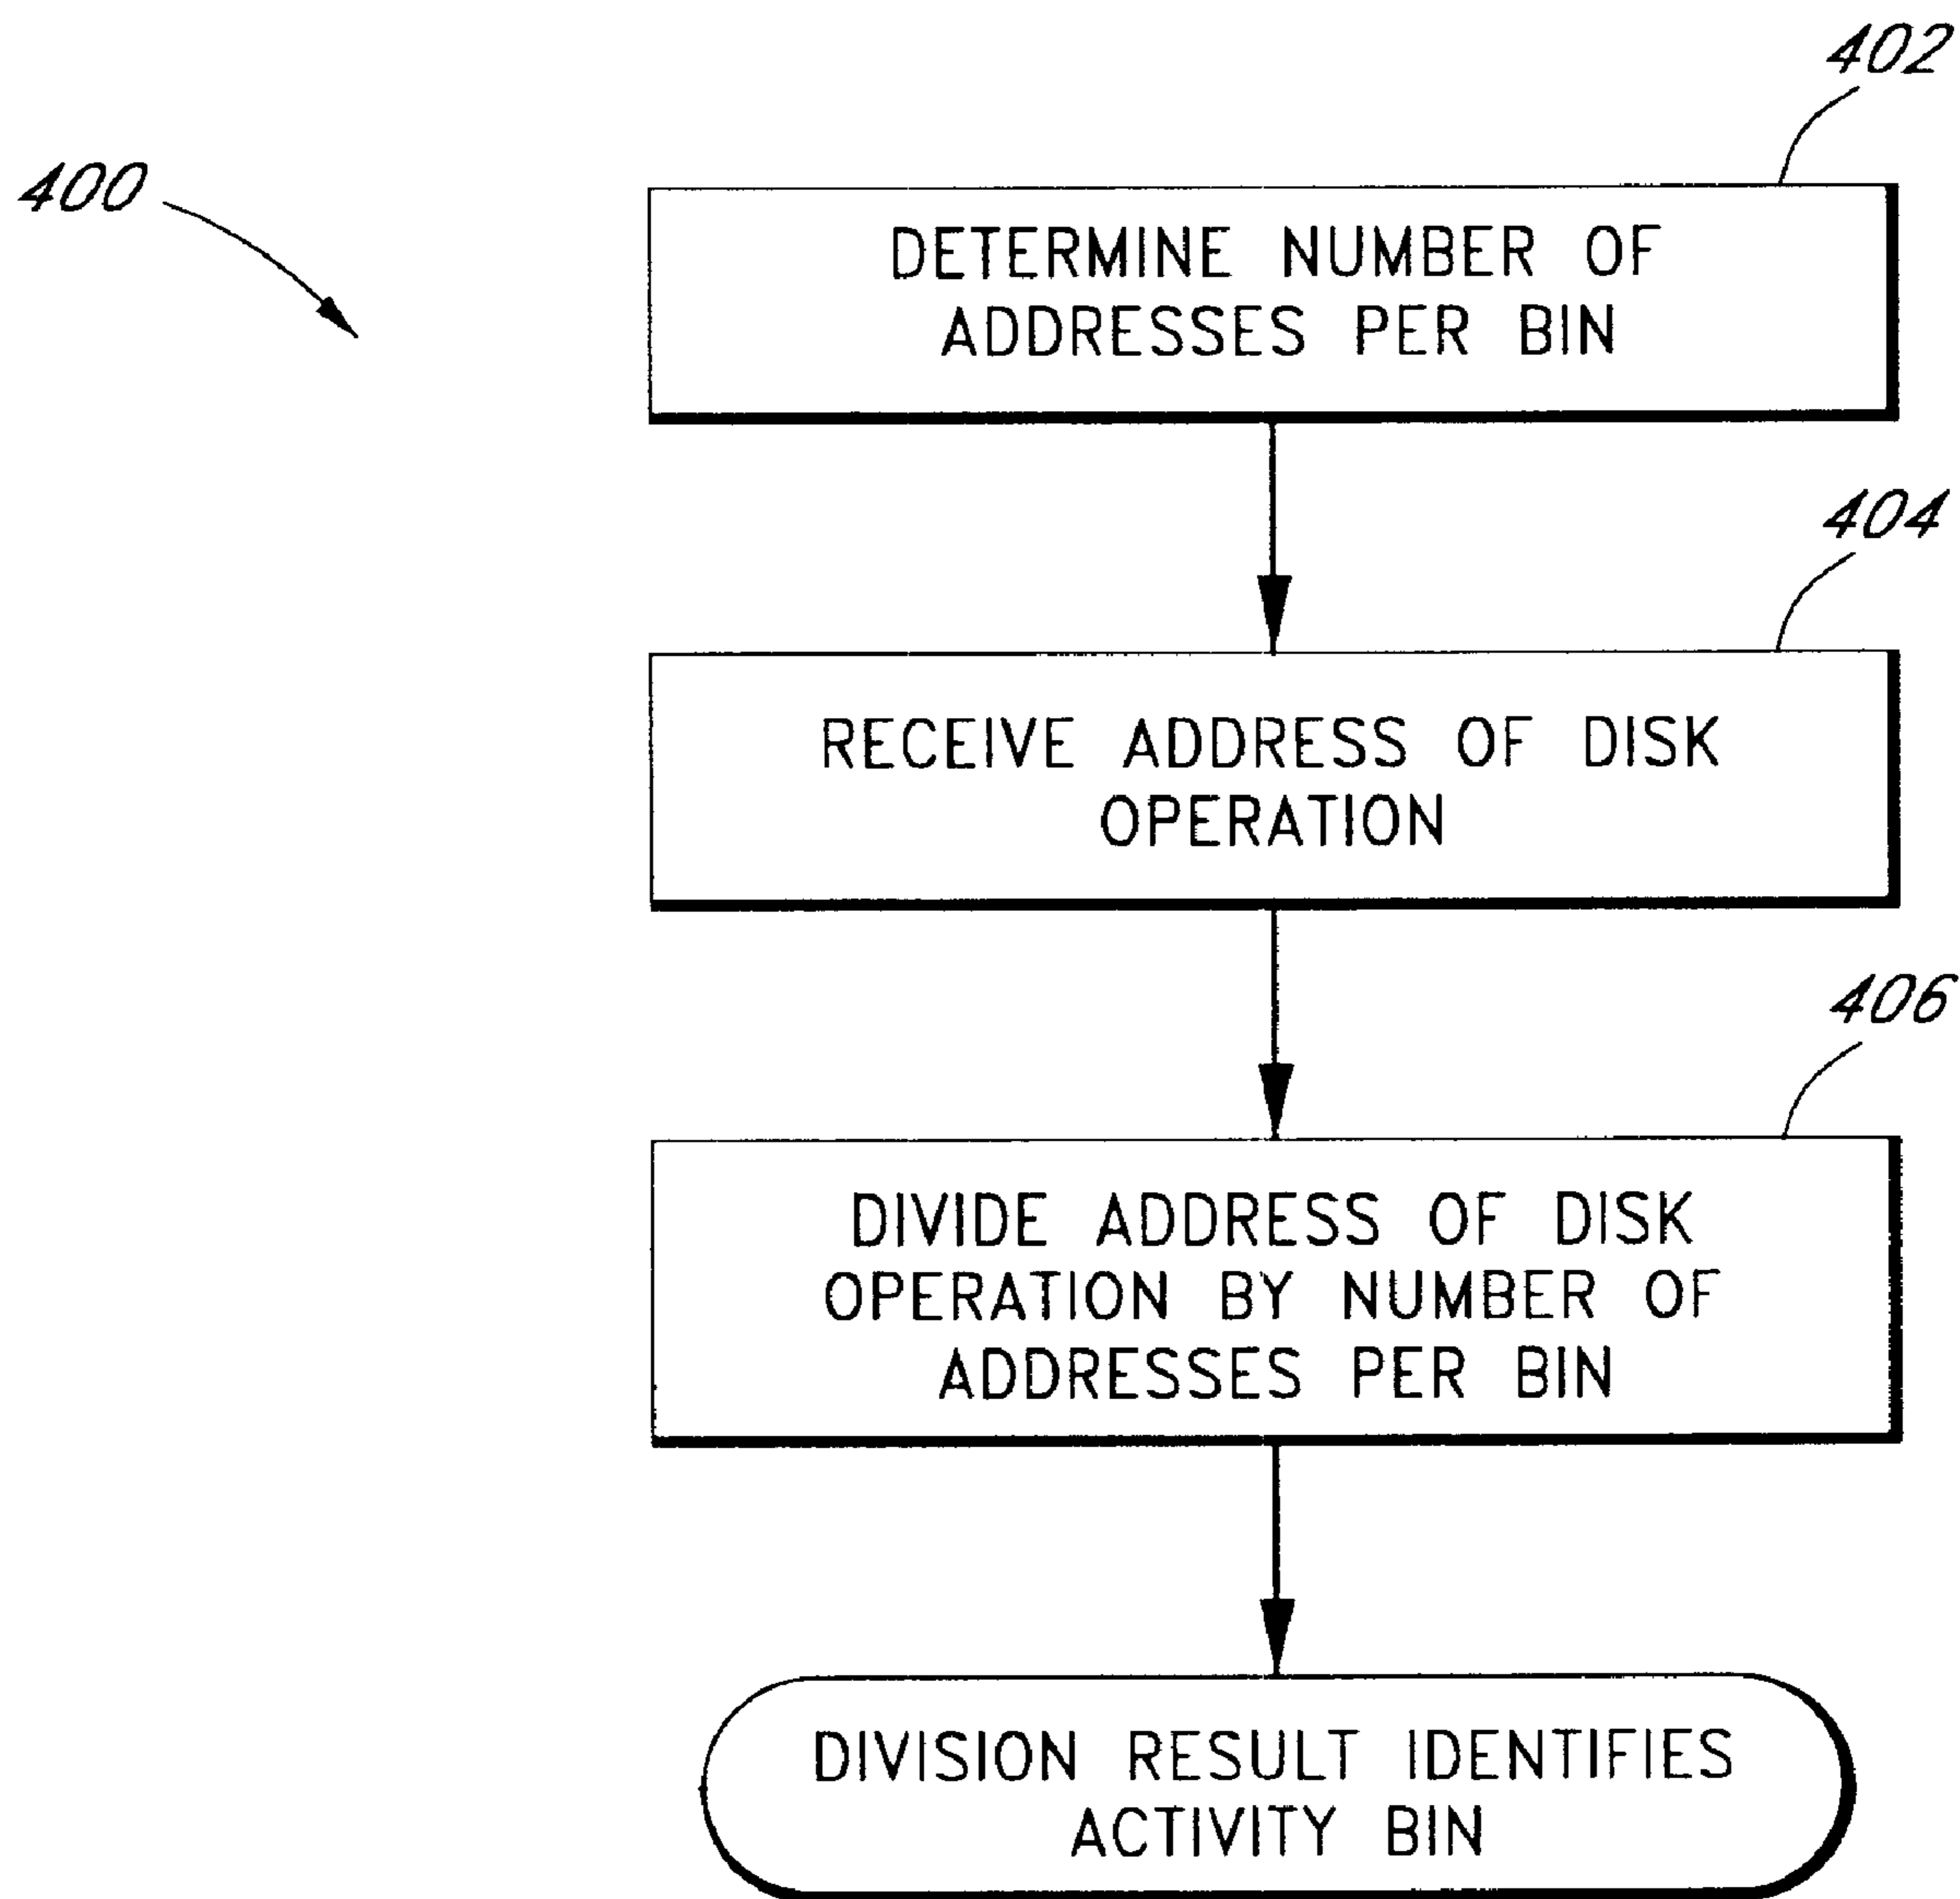 402
400
DETERMINE NUMBER OF
ADDRESSES PER BIN
404
RECEIVE ADDRESS OF DISK
OPERATION
406
DIVIDE ADDRESS OF DISK
OPERATION BY NUMBER OF
ADDRESSES PER BIN
DIVISION RESULT IDENTIFIES
ACTIVITY BIN